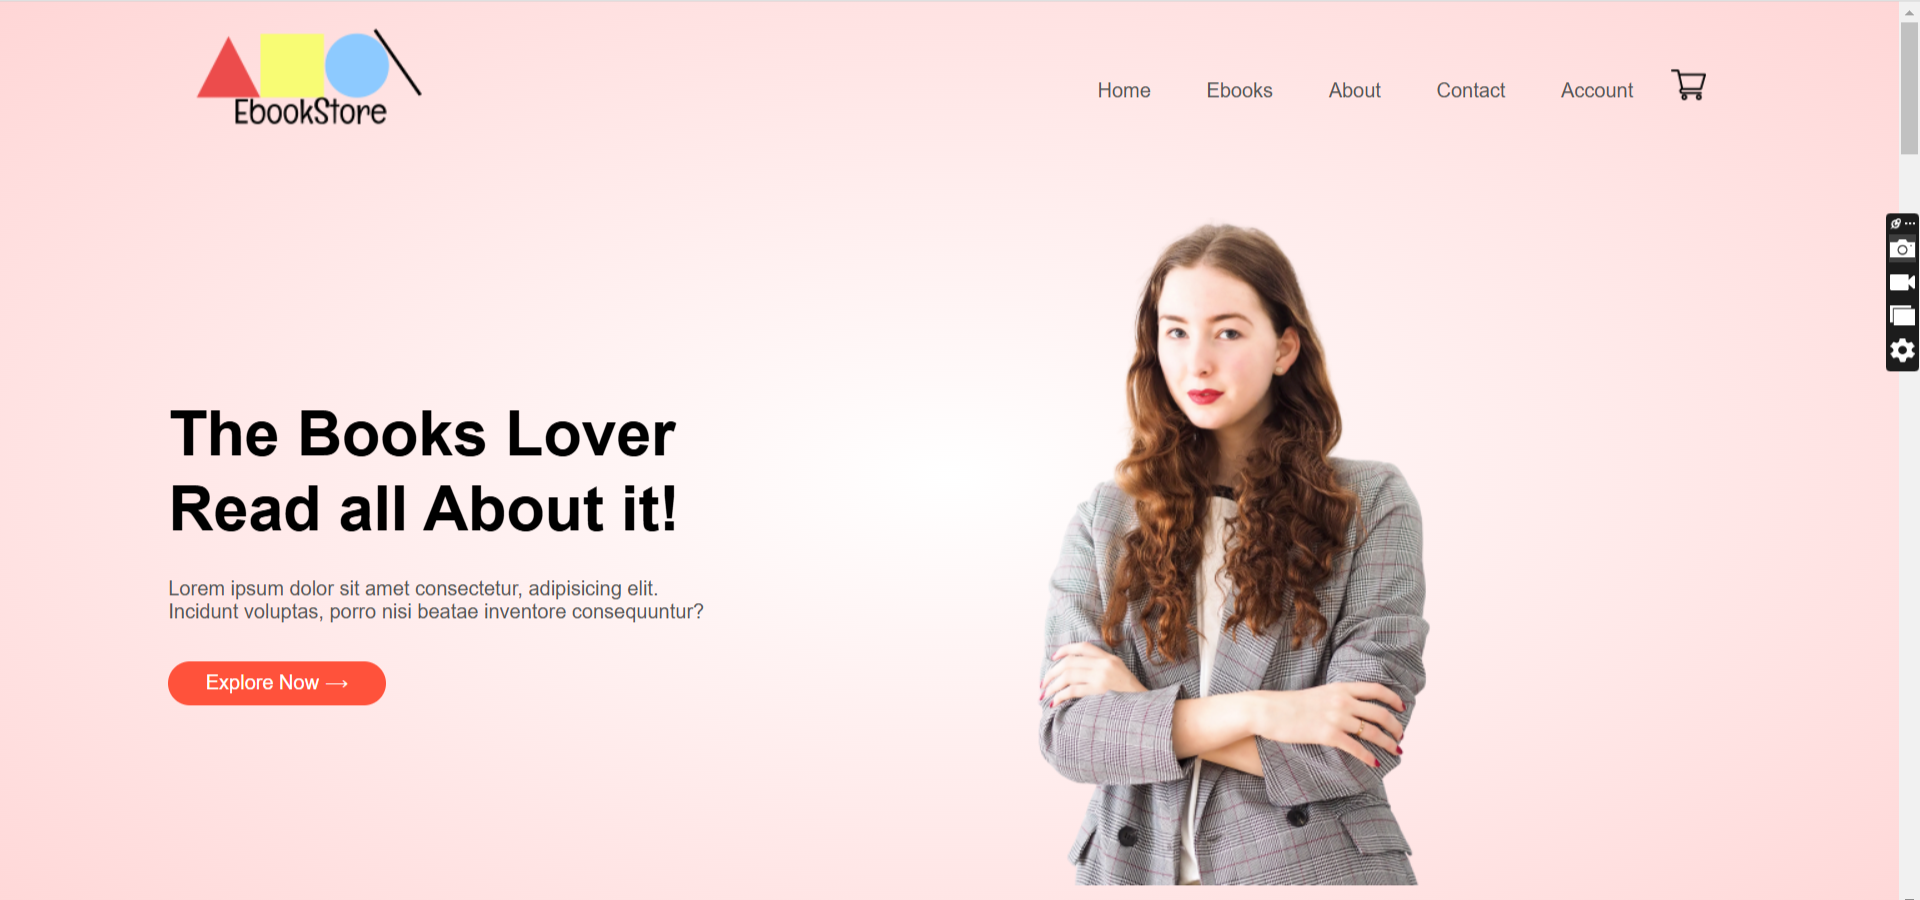 EbookStore
Home Ebooks About Contact Account
The Books Lover
Read all About it!
Lorem ipsum dolor sit amet consectetur, adipisicing elit.
Incidunt voluptas, porro nisi beatae inventore consequuntur?
Explore Now →